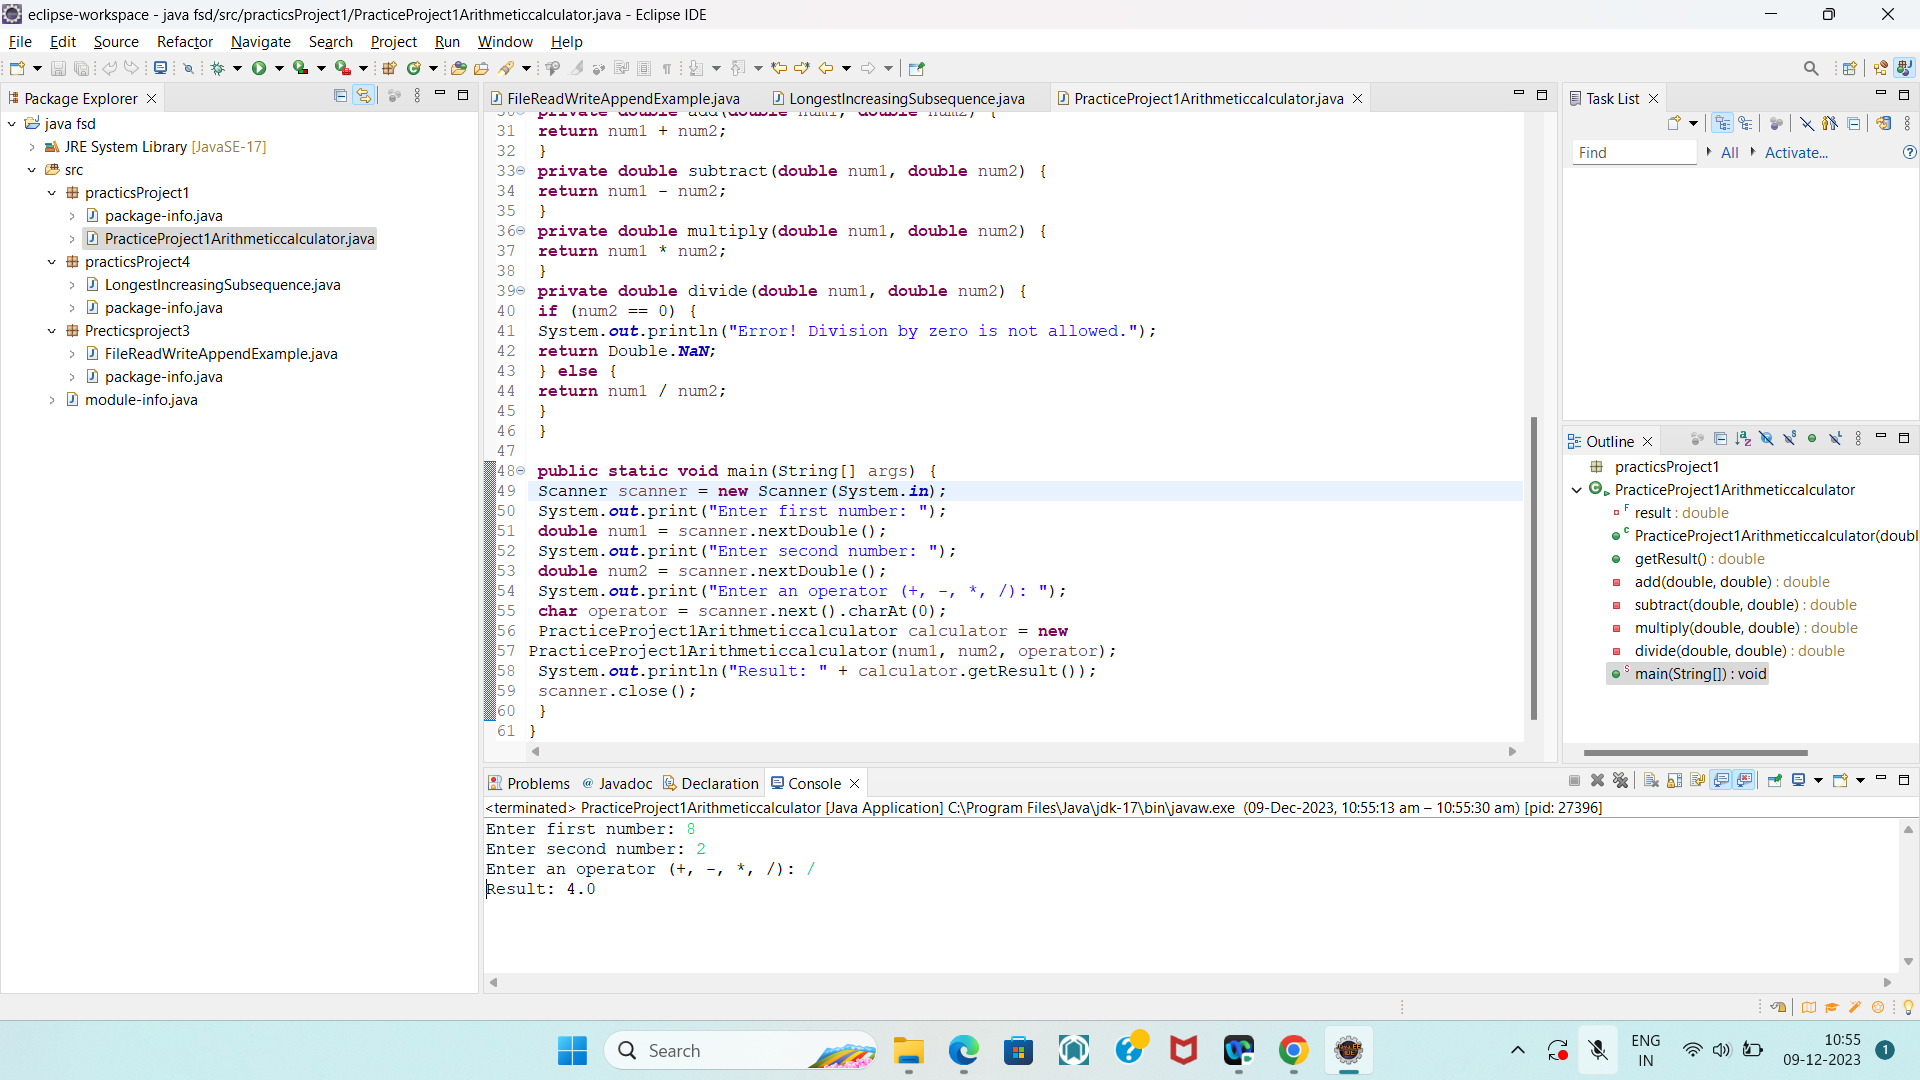 eclipse-workspace - java fsd/src/practicsProject1/PracticeProject1Arithmeticcalculator.java - Eclipse IDE
File Edit Source Refactor Navigate Search Project Run Window Help
Package Explorer
java fsd
JRE System Library [JavaSE-17]
src
practicsProject1
package-info.java
PracticeProject1Arithmeticcalculator.java
practicsProject4
LongestIncreasingSubsequence.java
package-info.java
Precticsproject3
FileReadWriteAppendExample.java
package-info.java
module-info.java
FileReadWriteAppendExample.java LongestIncreasingSubsequence.java PracticeProject1Arithmeticcalculator.java
30 private double add(double num1, double num2) {
31 return num1 + num2;
32 }
33 private double subtract(double num1, double num2) {
34 return num1 - num2;
35 }
36 private double multiply(double num1, double num2) {
37 return num1 * num2;
38 }
39 private double divide(double num1, double num2) {
40 if (num2 == 0) {
41 System.out.println("Error! Division by zero is not allowed.");
42 return Double.NaN;
43 } else {
44 return num1 / num2;
45 }
46 }
47
48 public static void main(String[] args) {
49 Scanner scanner = new Scanner(System.in);
50 System.out.print("Enter first number: ");
51 double num1 = scanner.nextDouble();
52 System.out.print("Enter second number: ");
53 double num2 = scanner.nextDouble();
54 System.out.print("Enter an operator (+, -, *, /): ");
55 char operator = scanner.next().charAt(0);
56 PracticeProject1Arithmeticcalculator calculator = new
57 PracticeProject1Arithmeticcalculator(num1, num2, operator);
58 System.out.println("Result: " + calculator.getResult());
59 scanner.close();
60 }
61 }
Task List
Find All Activate...
Outline
practicsProject1
PracticeProject1Arithmeticcalculator
result : double
PracticeProject1Arithmeticcalculator(doubl
getResult() : double
add(double, double) : double
subtract(double, double) : double
multiply(double, double) : double
divide(double, double) : double
main(String[]) : void
Problems Javadoc Declaration Console
<terminated> PracticeProject1Arithmeticcalculator [Java Application] C:\Program Files\Java\jdk-17\bin\javaw.exe (09-Dec-2023, 10:55:13 am – 10:55:30 am) [pid: 27396]
Enter first number: 8
Enter second number: 2
Enter an operator (+, -, *, /): /
Result: 4.0
Search
ENG
IN
10:55
09-12-2023
1